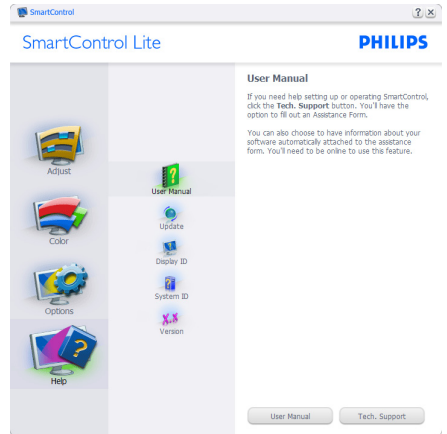 SmartControl
SmartControl Lite
PHILIPS
Adjust
Color
Options
Help
User Manual
Update
Display ID
System ID
Version
User Manual
If you need help setting up or operating SmartControl,
click the Tech. Support button. You'll have the
option to fill out an Assistance Form.
You can also choose to have information about your
software automatically attached to the assistance
form. You'll need to be online to use this feature.
User Manual
Tech. Support